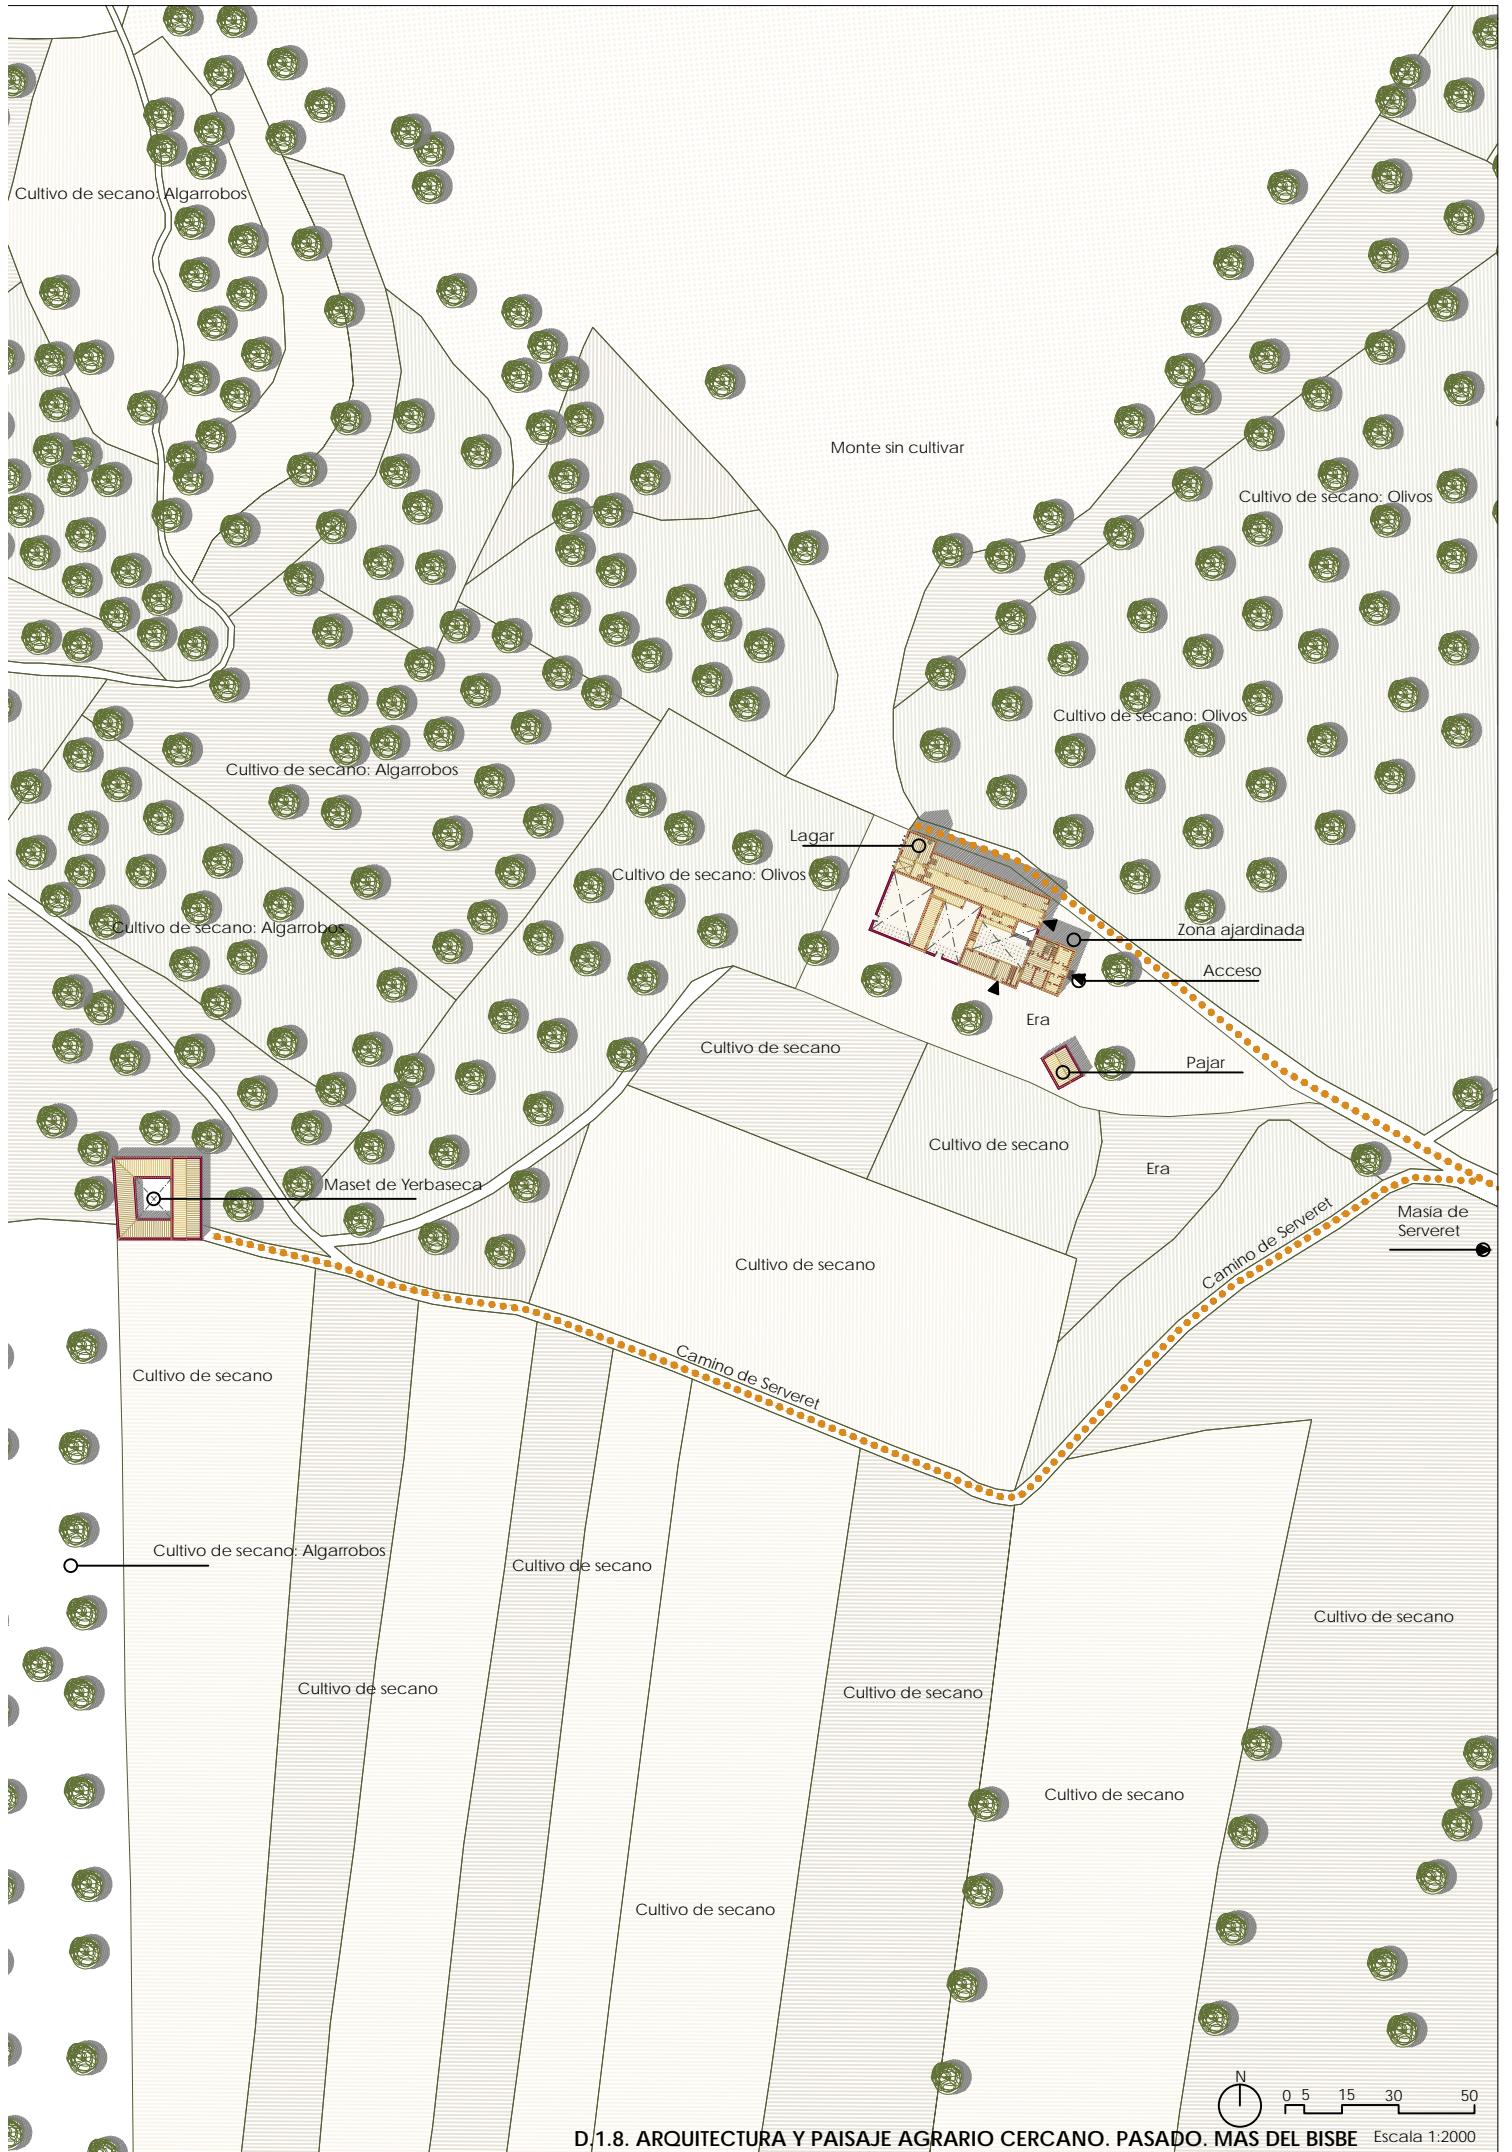 Cultivo de secano: Algarrobos
Monte sin cultivar
Cultivo de secano: Olivos
Cultivo de secano: Olivos
Cultivo de secano: Algarrobos
Lagar
Cultivo de secano: Olivos
Cultivo de secano: Algarrobos
Zona ajardinada
Acceso
Era
Cultivo de secano
Pajar
Cultivo de secano
Era
Maset de Yerbaseca
Masía de
Serveret
Camino de Serveret
Cultivo de secano
Camino de Serveret
Cultivo de secano
Cultivo de secano: Algarrobos
Cultivo de secano
Cultivo de secano
Cultivo de secano
Cultivo de secano
Cultivo de secano
Cultivo de secano
N
0 5 15 30 50
D.1.8. ARQUITECTURA Y PAISAJE AGRARIO CERCANO. PASADO. MAS DEL BISBE Escala 1:2000